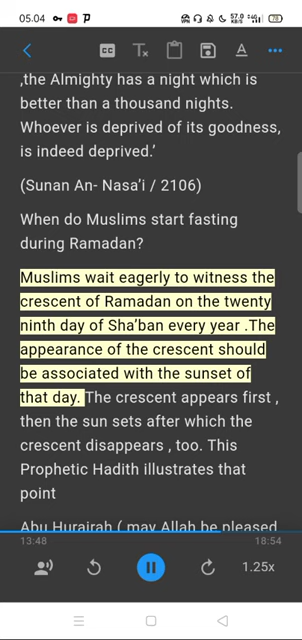 05.04
57.0
KB/S
78
CC
,the Almighty has a night which is
better than a thousand nights.
Whoever is deprived of its goodness,
is indeed deprived.’
(Sunan An- Nasa’i / 2106)
When do Muslims start fasting
during Ramadan?
Muslims wait eagerly to witness the
crescent of Ramadan on the twenty
ninth day of Sha’ban every year .The
appearance of the crescent should
be associated with the sunset of
that day. The crescent appears first ,
then the sun sets after which the
crescent disappears , too. This
Prophetic Hadith illustrates that
point
Abu Hurairah ( may Allah be pleased
13:48
18:54
1.25x